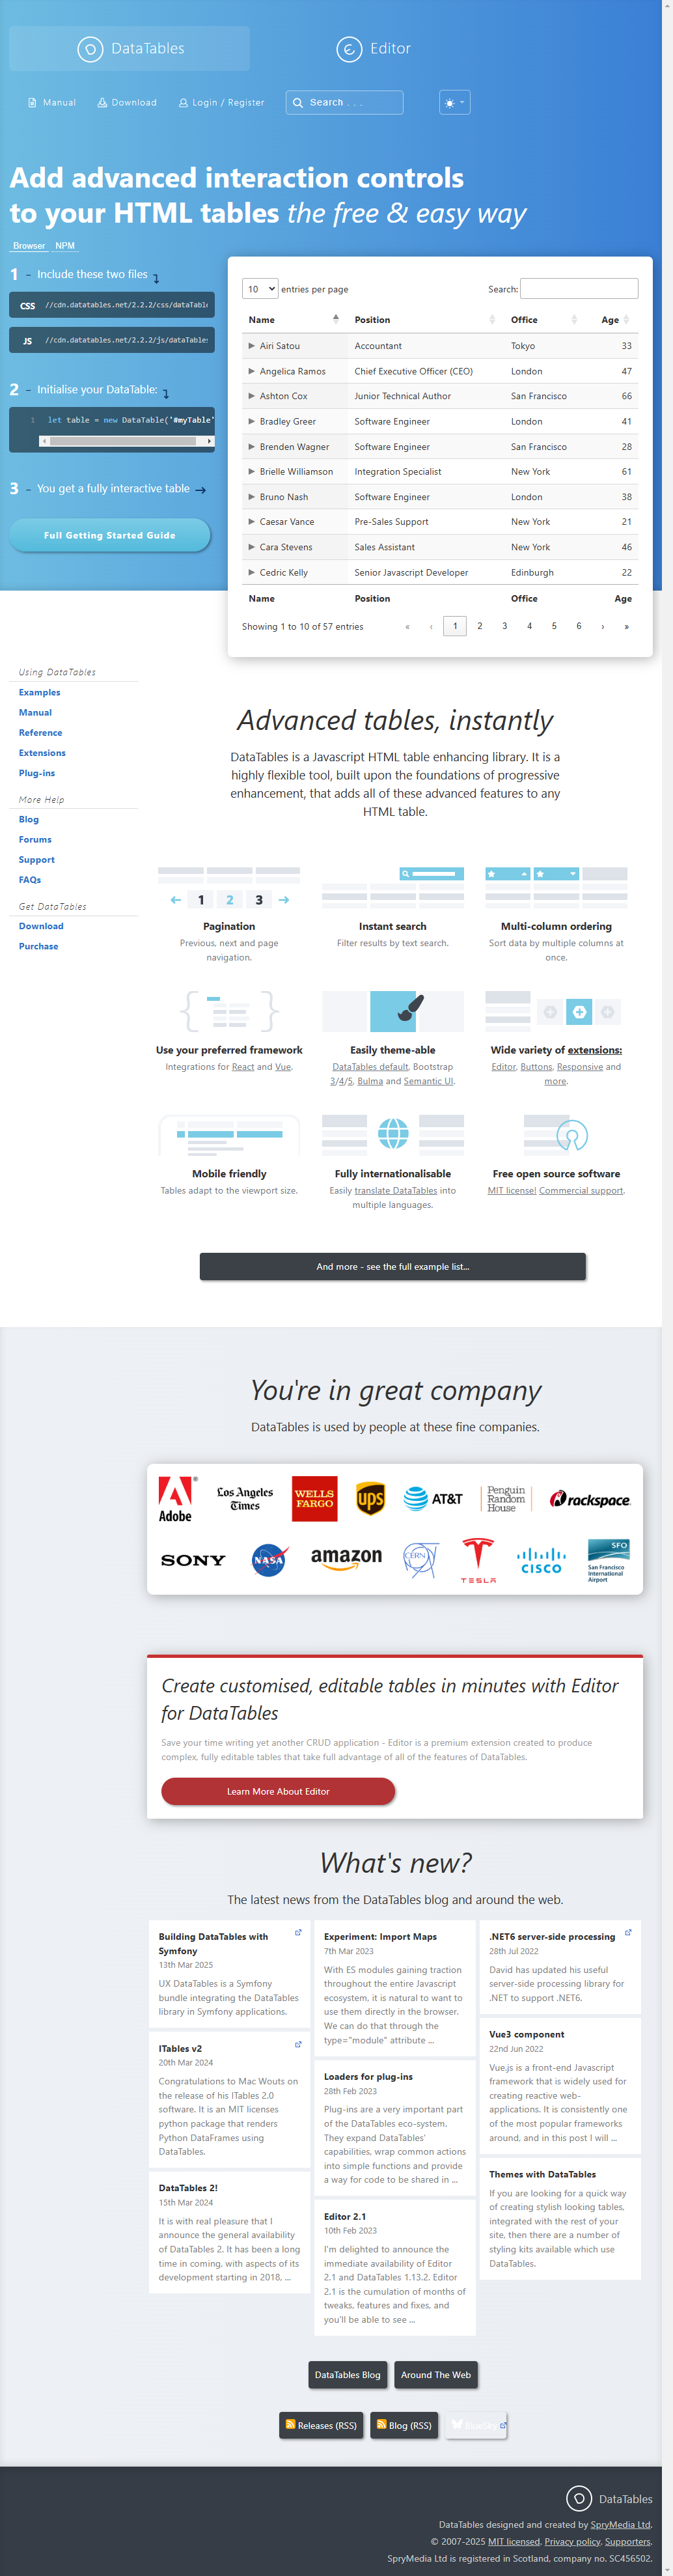 DataTables
Editor
Manual
Download
Login / Register
Search . . .
Add advanced interaction controls
to your HTML tables the free & easy way
Browser
NPM
1 - Include these two files
CSS //cdn.datatables.net/2.2.2/css/dataTable
JS //cdn.datatables.net/2.2.2/js/dataTables
2 - Initialise your DataTable:
1 let table = new DataTable('#myTable'
3 - You get a fully interactive table →
Full Getting Started Guide
10 entries per page
Search:
Name Position Office Age
Airi Satou Accountant Tokyo 33
Angelica Ramos Chief Executive Officer (CEO) London 47
Ashton Cox Junior Technical Author San Francisco 66
Bradley Greer Software Engineer London 41
Brenden Wagner Software Engineer San Francisco 28
Brielle Williamson Integration Specialist New York 61
Bruno Nash Software Engineer London 38
Caesar Vance Pre-Sales Support New York 21
Cara Stevens Sales Assistant New York 46
Cedric Kelly Senior Javascript Developer Edinburgh 22
Name Position Office Age
Showing 1 to 10 of 57 entries
« ‹ 1 2 3 4 5 6 › »
Using DataTables
Examples
Manual
Reference
Extensions
Plug-ins
More Help
Blog
Forums
Support
FAQs
Get DataTables
Download
Purchase
Advanced tables, instantly
DataTables is a Javascript HTML table enhancing library. It is a
highly flexible tool, built upon the foundations of progressive
enhancement, that adds all of these advanced features to any
HTML table.
← 1 2 3 →
Pagination
Previous, next and page
navigation.
Instant search
Filter results by text search.
Multi-column ordering
Sort data by multiple columns at
once.
Use your preferred framework
Integrations for React and Vue.
Easily theme-able
DataTables default, Bootstrap
3/4/5, Bulma and Semantic UI.
Wide variety of extensions:
Editor, Buttons, Responsive and
more.
Mobile friendly
Tables adapt to the viewport size.
Fully internationalisable
Easily translate DataTables into
multiple languages.
Free open source software
MIT license! Commercial support.
And more - see the full example list...
You're in great company
DataTables is used by people at these fine companies.
Adobe
Los Angeles
Times
WELLS
FARGO
ups
AT&T
Penguin
Random
House
rackspace
SONY
NASA
amazon
CERN
TESLA
CISCO
SFO
San Francisco
International
Airport
Create customised, editable tables in minutes with Editor
for DataTables
Save your time writing yet another CRUD application - Editor is a premium extension created to produce
complex, fully editable tables that take full advantage of all of the features of DataTables.
Learn More About Editor
What's new?
The latest news from the DataTables blog and around the web.
Building DataTables with
Symfony
13th Mar 2025
UX DataTables is a Symfony
bundle integrating the DataTables
library in Symfony applications.
ITables v2
20th Mar 2024
Congratulations to Mac Wouts on
the release of his ITables 2.0
software. It is an MIT licenses
python package that renders
Python DataFrames using
DataTables.
DataTables 2!
15th Mar 2024
It is with real pleasure that I
announce the general availability
of DataTables 2. It has been a long
time in coming, with aspects of its
development starting in 2018, ...
Experiment: Import Maps
7th Mar 2023
With ES modules gaining traction
throughout the entire Javascript
ecosystem, it is natural to want to
use them directly in the browser.
We can do that through the
type="module" attribute ...
Loaders for plug-ins
28th Feb 2023
Plug-ins are a very important part
of the DataTables eco-system.
They expand DataTables'
capabilities, wrap common actions
into simple functions and provide
a way for code to be shared in ...
Editor 2.1
10th Feb 2023
I'm delighted to announce the
immediate availability of Editor
2.1 and DataTables 1.13.2. Editor
2.1 is the cumulation of months of
tweaks, features and fixes, and
you'll be able to see ...
.NET6 server-side processing
28th Jul 2022
David has updated his useful
server-side processing library for
.NET to support .NET6.
Vue3 component
22nd Jun 2022
Vue.js is a front-end Javascript
framework that is widely used for
creating reactive web-
applications. It is consistently one
of the most popular frameworks
around, and in this post I will ...
Themes with DataTables
If you are looking for a quick way
of creating stylish looking tables,
integrated with the rest of your
site, then there are a number of
styling kits available which use
DataTables.
DataTables Blog
Around The Web
Releases (RSS)
Blog (RSS)
BlueSky
DataTables
DataTables designed and created by SpryMedia Ltd.
© 2007-2025 MIT licensed. Privacy policy. Supporters.
SpryMedia Ltd is registered in Scotland, company no. SC456502.